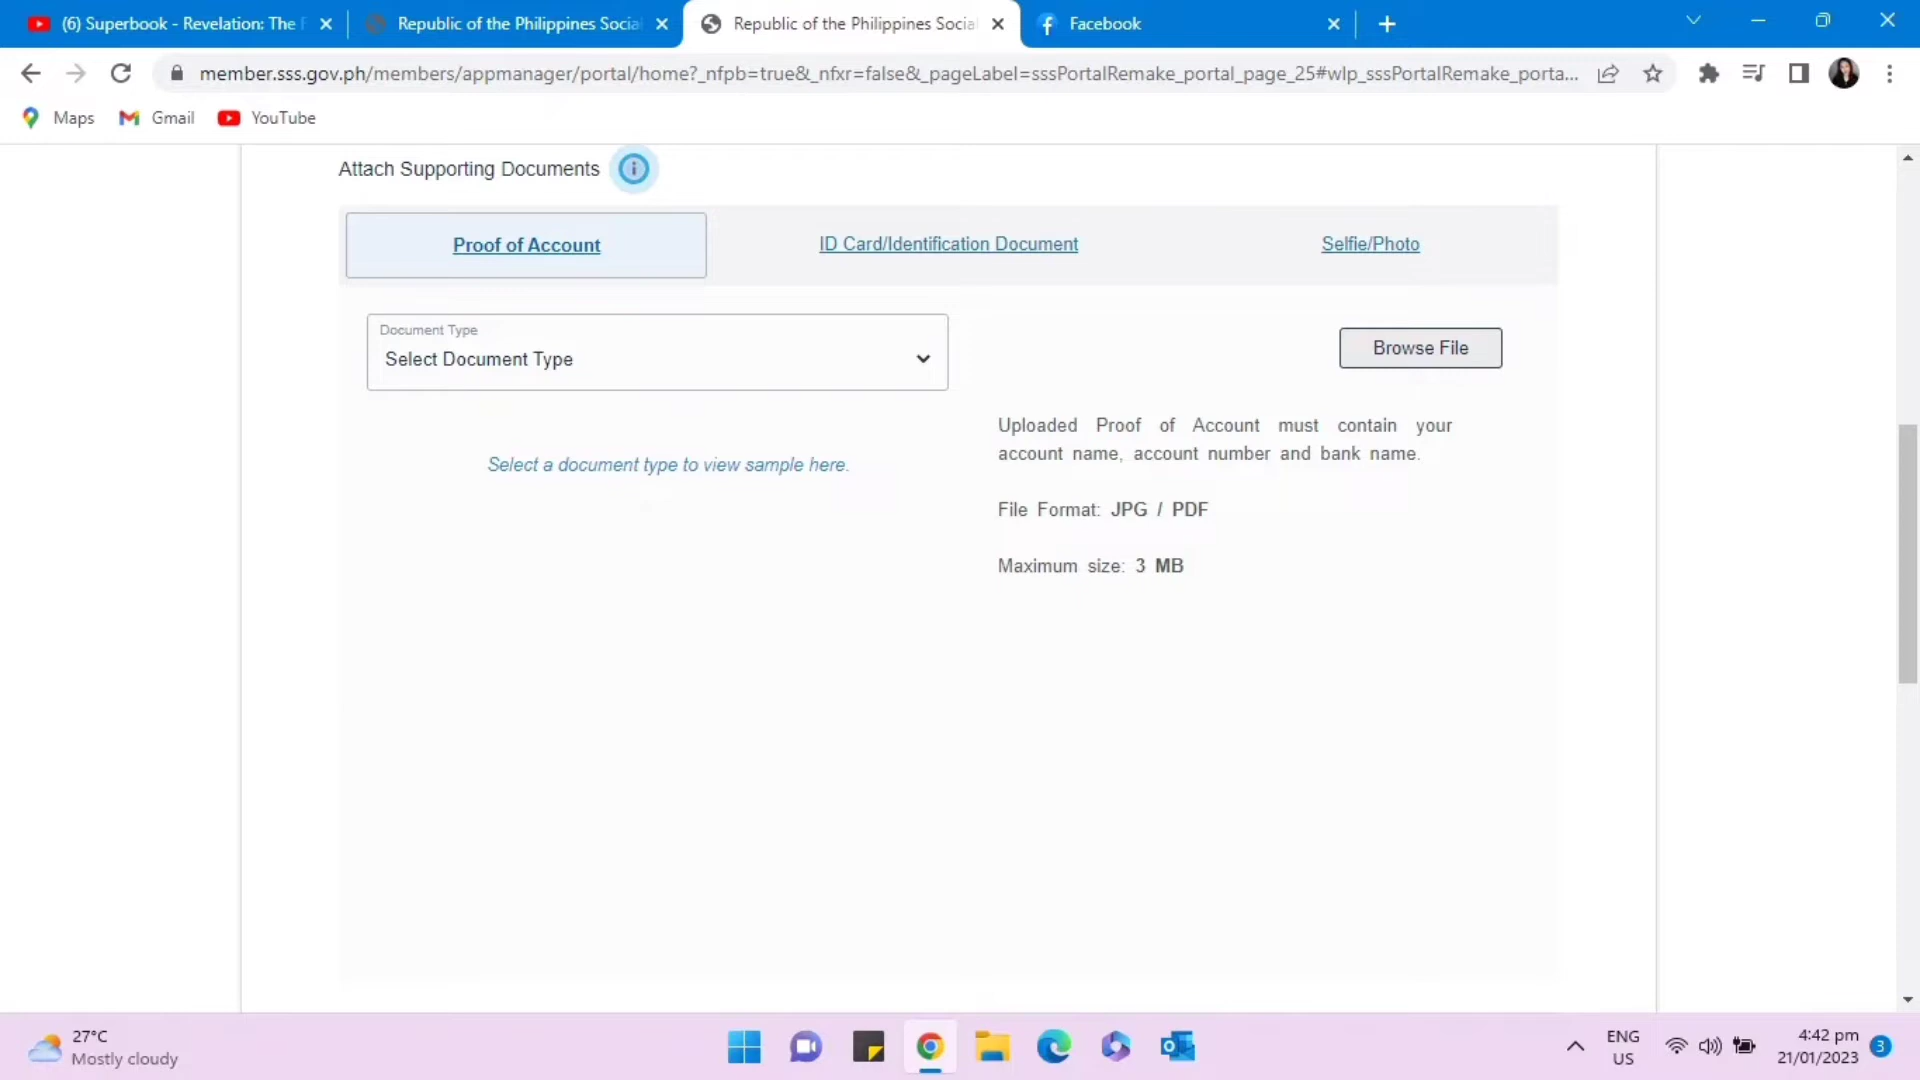 (6) Superbook - Revelation: The F
Republic of the Philippines Social
Republic of the Philippines Social
Facebook
member.sss.gov.ph/members/appmanager/portal/home?_nfpb=true&_nfxr=false&_pageLabel=sssPortalRemake_portal_page_25#wlp_sssPortalRemake_porta...
Maps
Gmail
YouTube
Attach Supporting Documents
Proof of Account
ID Card/Identification Document
Selfie/Photo
Document Type
Select Document Type
Browse File
Select a document type to view sample here.
Uploaded Proof of Account must contain your
account name, account number and bank name.
File Format: JPG / PDF
Maximum size: 3 MB
27°C
Mostly cloudy
ENG
US
4:42 pm
21/01/2023
3